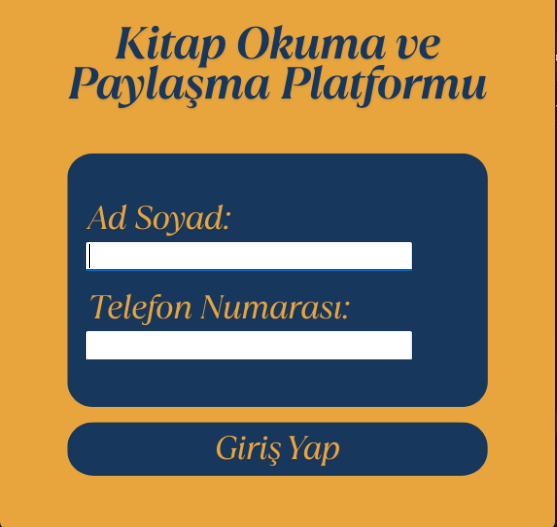 Kitap Okuma ve
Paylaşma Platformu
Ad Soyad:
Telefon Numarası:
Giriş Yap